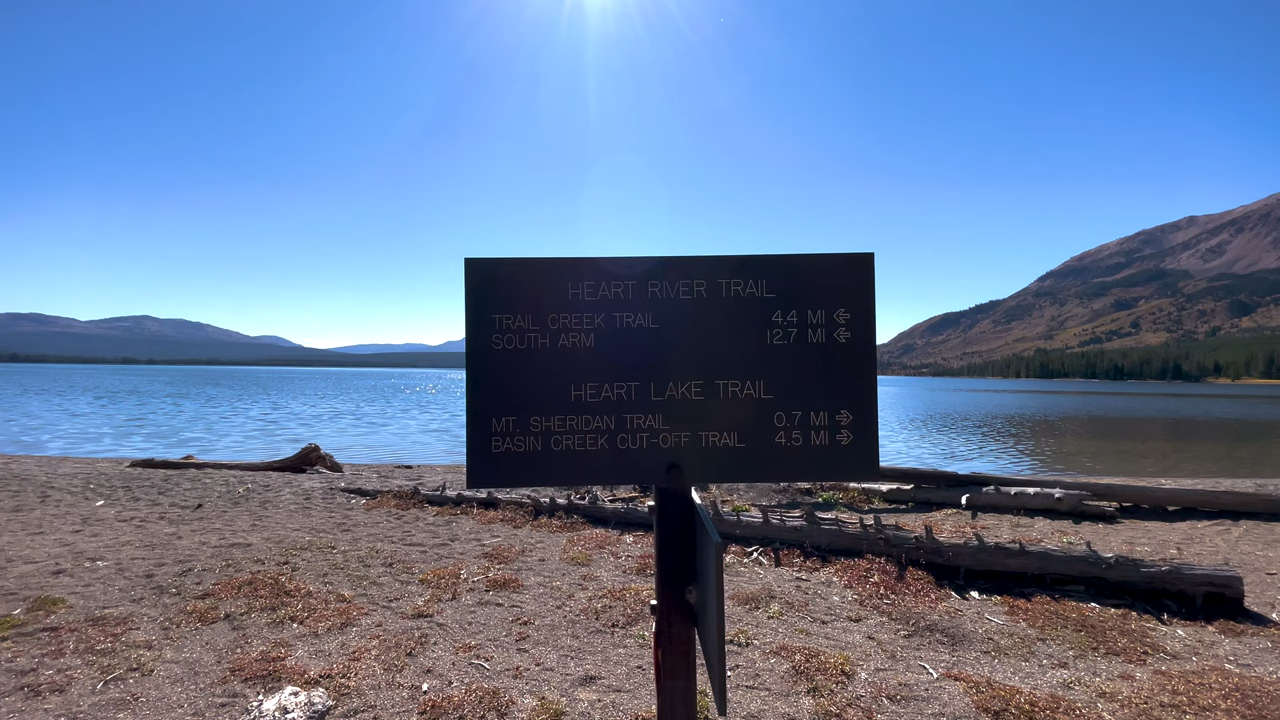 HEART RIVER TRAIL
TRAIL CREEK TRAIL 4.4 MI ←
SOUTH ARM 12.7 MI ←
HEART LAKE TRAIL
MT. SHERIDAN TRAIL 0.7 MI →
BASIN CREEK CUT-OFF TRAIL 4.5 MI →